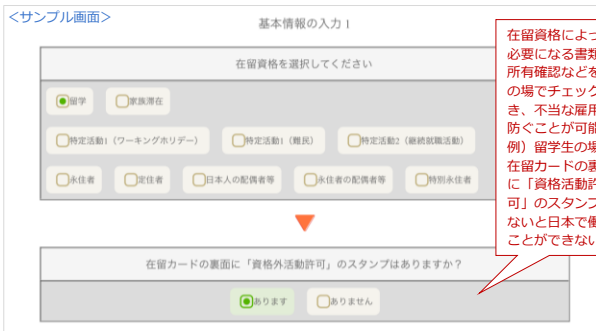 <サンプル画面>
基本情報の入力 1
在留資格を選択してください
留学
家族滞在
特定活動1（ワーキングホリデー）
特定活動1（難民）
特定活動2（継続就職活動）
永住者
定住者
日本人の配偶者等
永住者の配偶者等
特別永住者
在留カードの裏面に「資格外活動許可」のスタンプはありますか？
あります
ありません
在留資格によっ
必要になる書類
所有確認などを
の場でチェック
き、不当な雇用
防ぐことが可能
例）留学生の場
在留カードの裏
に「資格活動許
可」のスタンプ
ないと日本で働
ことができない